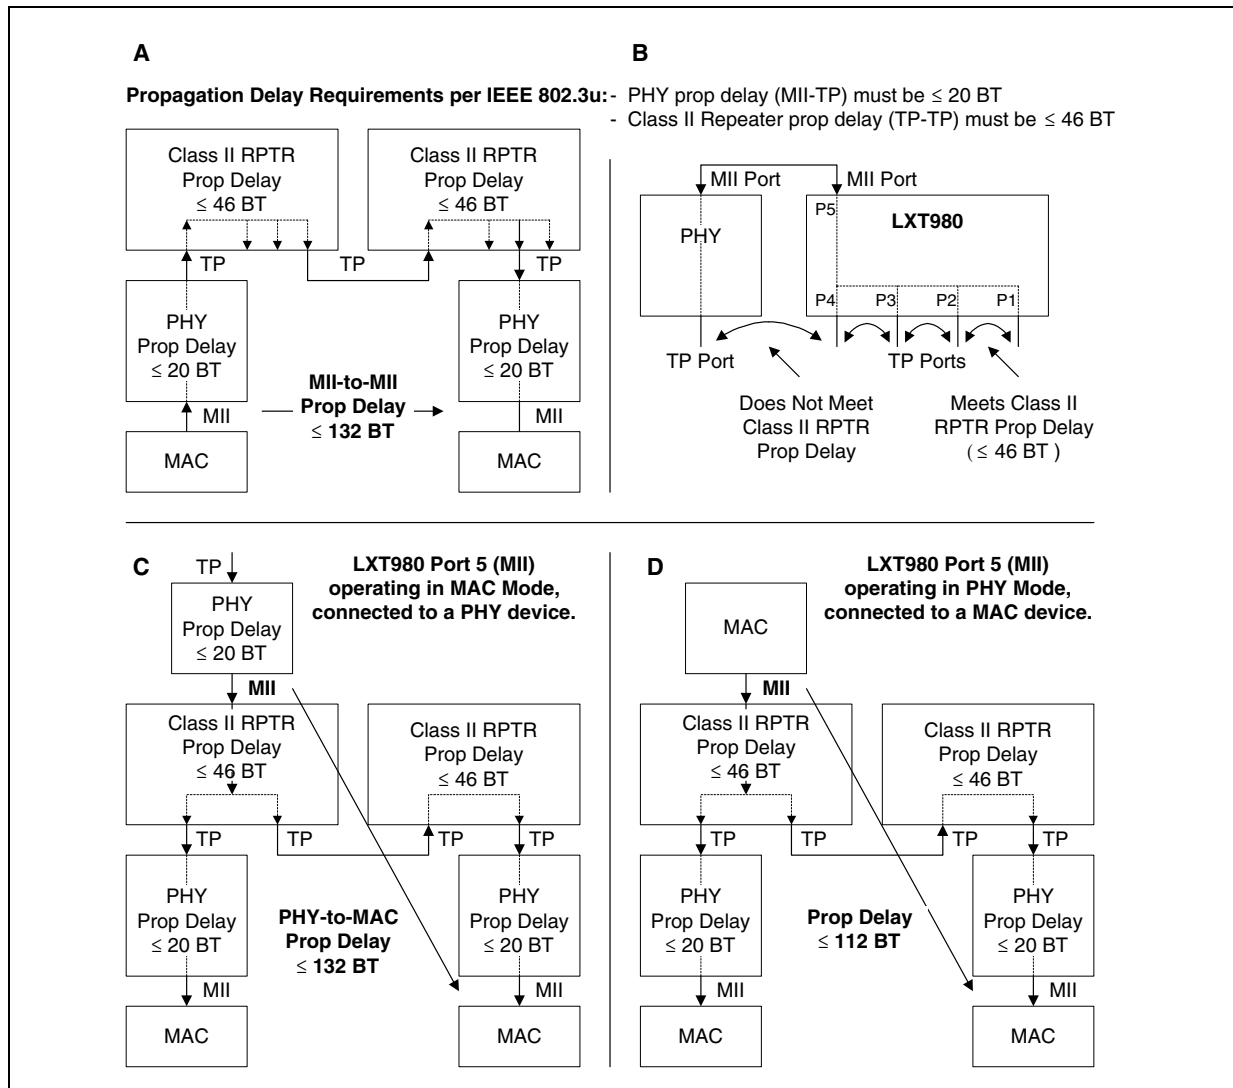 A
Propagation Delay Requirements per IEEE 802.3u:
Class II RPTR
Prop Delay
≤ 46 BT
Class II RPTR
Prop Delay
≤ 46 BT
TP
TP
TP
PHY
Prop Delay
≤ 20 BT
PHY
Prop Delay
≤ 20 BT
MII-to-MII
Prop Delay
≤ 132 BT
MII
MII
MAC
MAC
B
- PHY prop delay (MII-TP) must be ≤ 20 BT
- Class II Repeater prop delay (TP-TP) must be ≤ 46 BT
MII Port
MII Port
PHY
P5
LXT980
P4
P3
P2
P1
TP Port
TP Ports
Does Not Meet
Class II RPTR
Prop Delay
Meets Class II
RPTR Prop Delay
( ≤ 46 BT )
C
TP
LXT980 Port 5 (MII)
operating in MAC Mode,
connected to a PHY device.
PHY
Prop Delay
≤ 20 BT
MII
Class II RPTR
Prop Delay
≤ 46 BT
Class II RPTR
Prop Delay
≤ 46 BT
TP
TP
TP
TP
PHY
Prop Delay
≤ 20 BT
PHY-to-MAC
Prop Delay
≤ 132 BT
PHY
Prop Delay
≤ 20 BT
MII
MII
MAC
MAC
D
LXT980 Port 5 (MII)
operating in PHY Mode,
connected to a MAC device.
MAC
MII
Class II RPTR
Prop Delay
≤ 46 BT
Class II RPTR
Prop Delay
≤ 46 BT
TP
TP
TP
TP
PHY
Prop Delay
≤ 20 BT
Prop Delay
≤ 112 BT
PHY
Prop Delay
≤ 20 BT
MII
MII
MAC
MAC